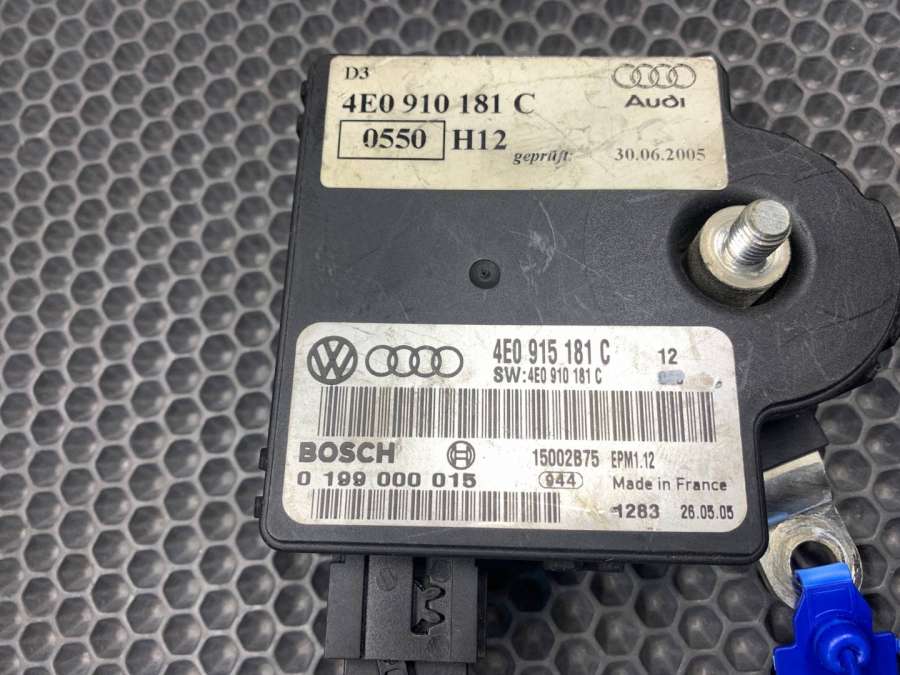 D3
4E0 910 181 C
Audi
0550 H12
geprüft: 30.06.2005
4E0 915 181 C 12
SW:4E0 910 181 C
BOSCH
15002B75 EPM1.12
0 199 000 015
944 Made in France
1283 26.05.05